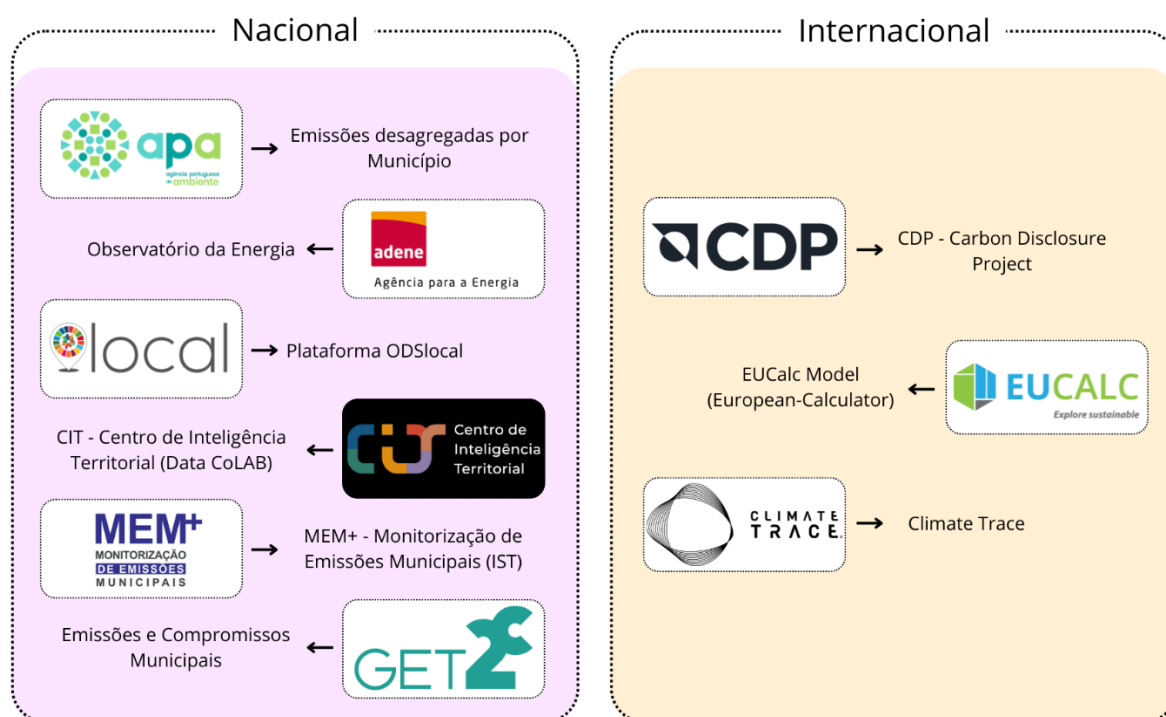 Nacional
apa
agência portuguesa
do ambiente
Emissões desagregadas por
Município
Observatório da Energia
adene
Agência para a Energia
local
Plataforma ODSlocal
CIT - Centro de Inteligência
Territorial (Data CoLAB)
CIT
Centro de
Inteligência
Territorial
MEM+
MONITORIZAÇÃO
DE EMISSÕES
MUNICIPAIS
MEM+ - Monitorização de
Emissões Municipais (IST)
Emissões e Compromissos
Municipais
GET2C
Internacional
CDP
CDP - Carbon Disclosure
Project
EUCalc Model
(European-Calculator)
EUCALC
Explore sustainable
CLIMATE
TRACE
Climate Trace